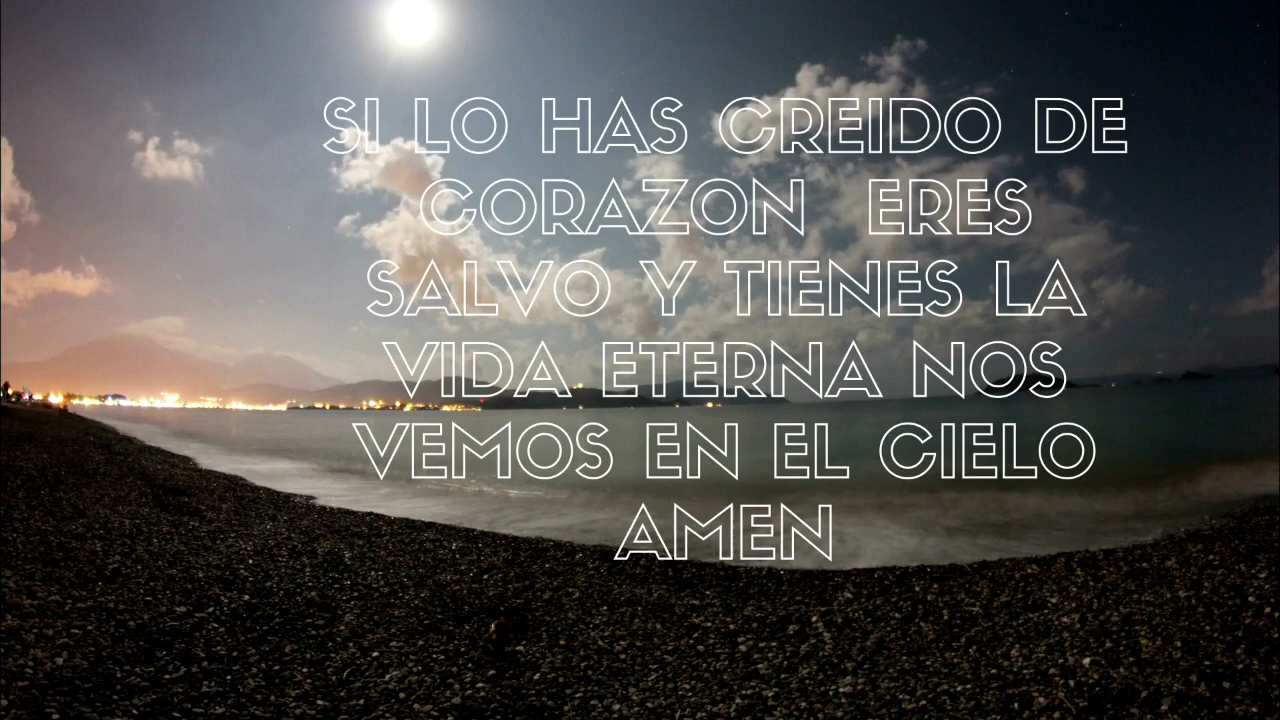 SI LO HAS CREIDO DE
CORAZON ERES
SALVO Y TIENES LA
VIDA ETERNA NOS
VEMOS EN EL CIELO
AMEN